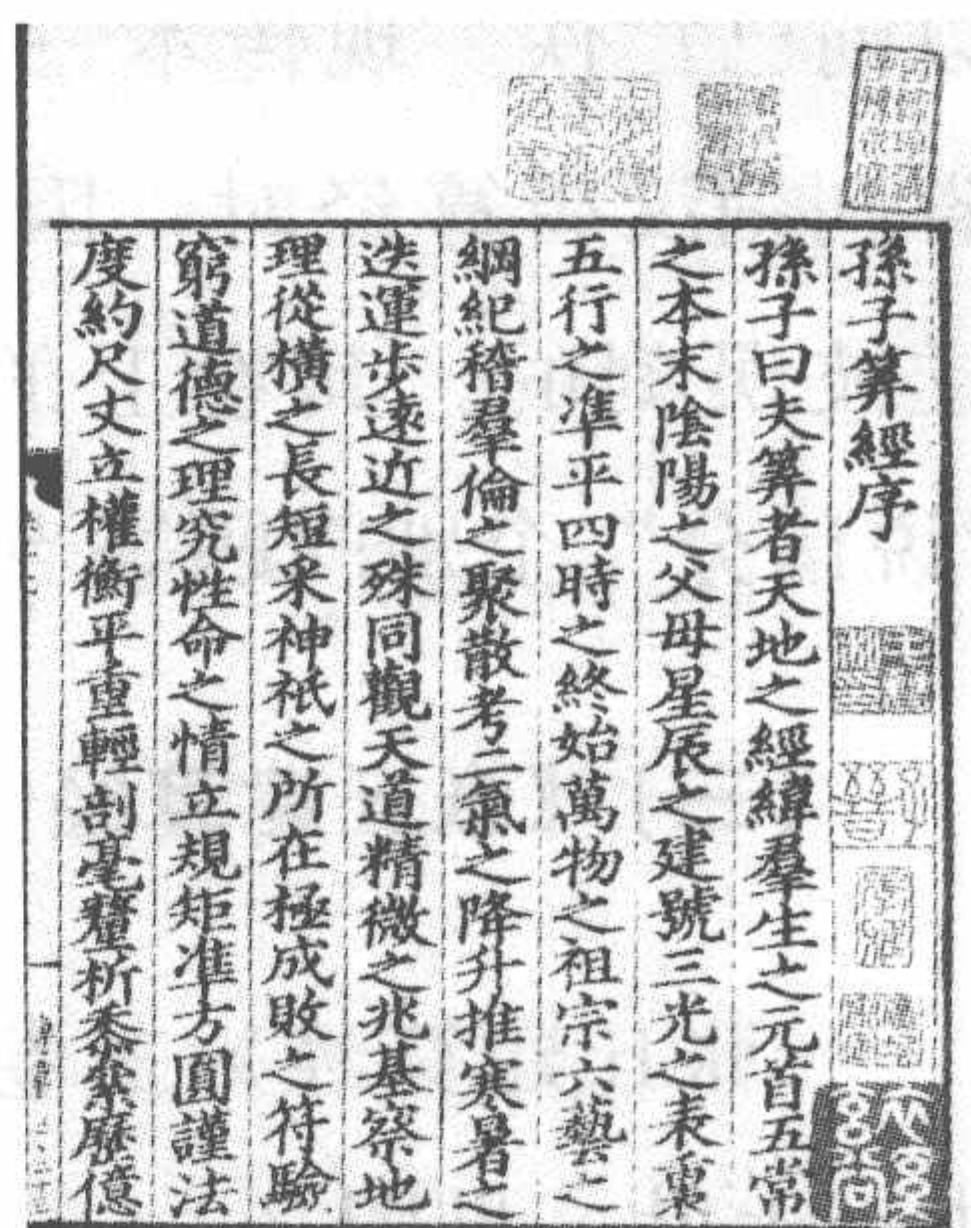 孫子筭經序
孫子曰夫筭者天地之經緯羣生之元首五常
之本末陰陽之父母星辰之建號三光之表裏
五行之準平四時之終始萬物之祖宗六藝之
綱紀稽羣倫之聚散考二氣之降升推寒暑之
迭運步遠近之殊同觀天道精微之兆基察地
理從橫之長短采神祇之所在極成敗之符驗
窮道德之理究性命之情立規矩準方圓謹法
度約尺丈立權衡平重輕剖毫釐析黍絫歷億